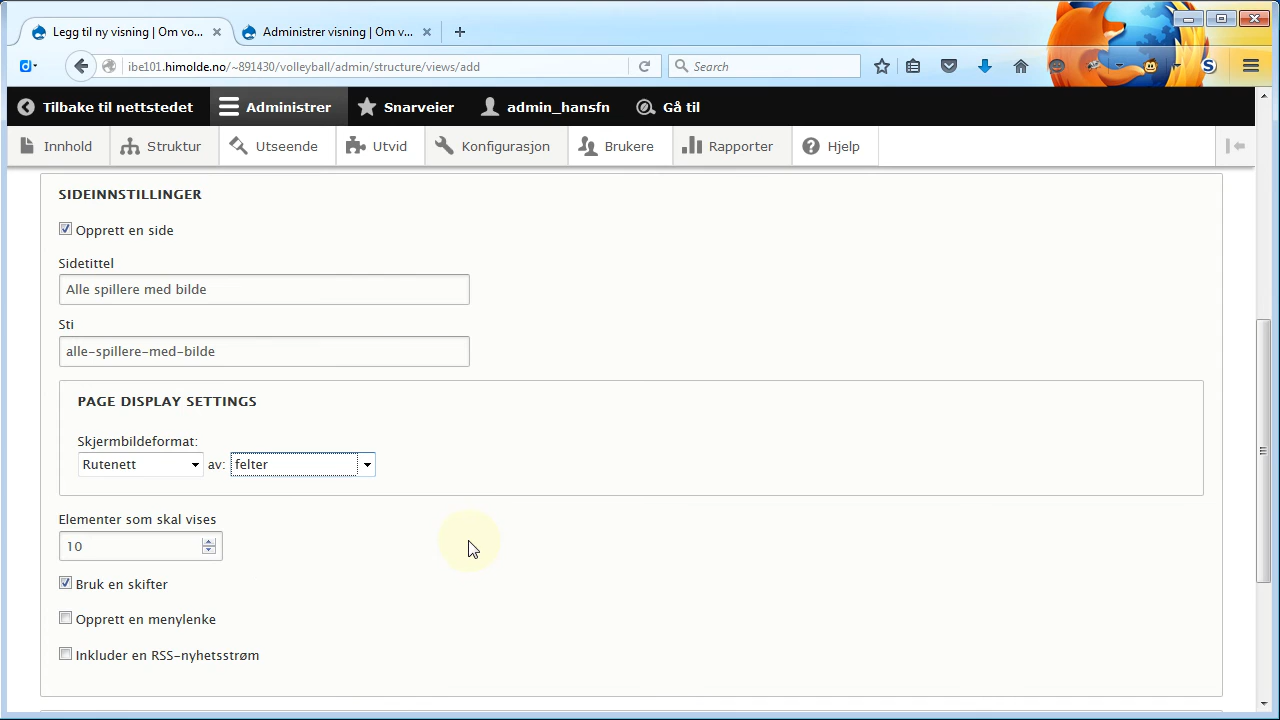 Legg til ny visning | Om vo...
Administrer visning | Om v...
ibe101.himolde.no/~891430/volleyball/admin/structure/views/add
Search
Tilbake til nettstedet
Administrer
Snarveier
admin_hansfn
Gå til
Innhold
Struktur
Utseende
Utvid
Konfigurasjon
Brukere
Rapporter
Hjelp
SIDEINNSTILLINGER
Opprett en side
Sidetittel
Alle spillere med bilde
Sti
alle-spillere-med-bilde
PAGE DISPLAY SETTINGS
Skjermbildeformat:
Rutenett av: felter
Elementer som skal vises
10
Bruk en skifter
Opprett en menylenke
Inkluder en RSS-nyhetsstrøm